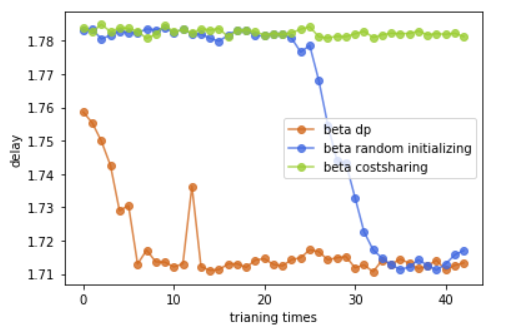 1.78
1.77
1.76
1.75
1.74
1.73
1.72
1.71
delay
beta dp
beta random initializing
beta costsharing
0
10
20
30
40
trianing times